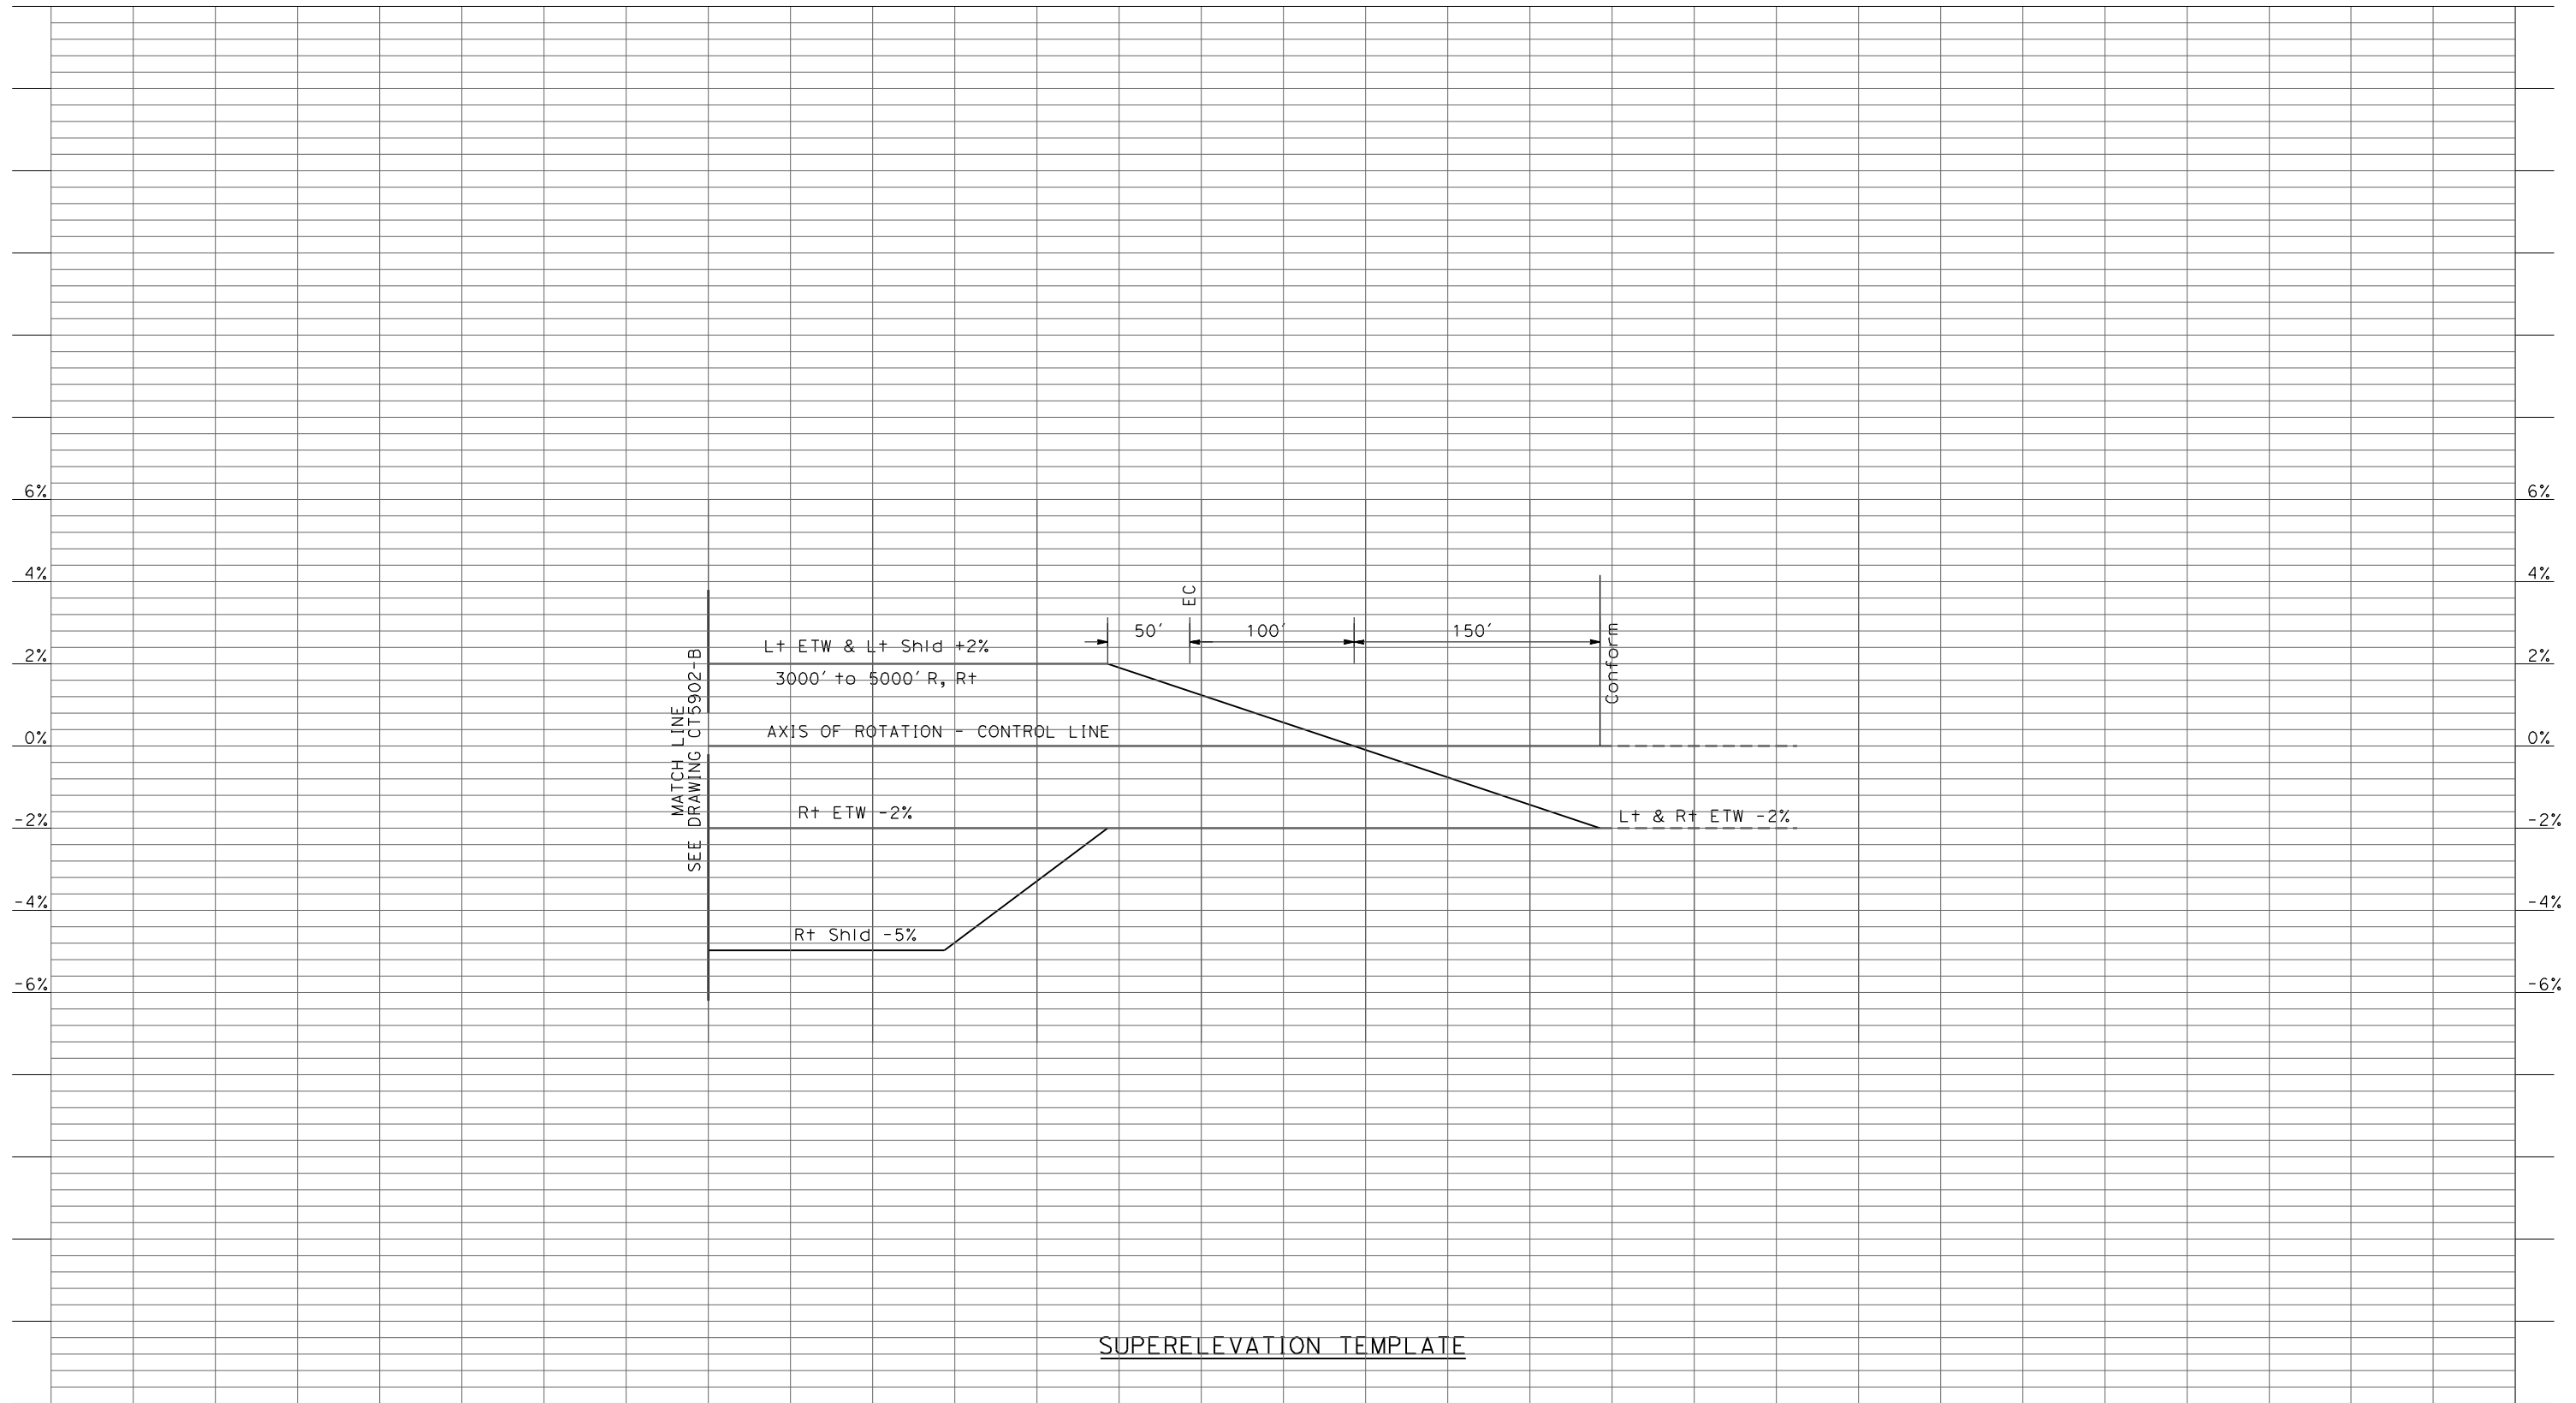 6%
6%
4%
4%
EC
50′
100′
150′
Conform
Lt ETW & Lt Shld +2%
2%
2%
3000′ to 5000′ R, Rt
MATCH LINE
SEE DRAWING CT5902-B
AXIS OF ROTATION - CONTROL LINE
0%
0%
Rt ETW -2%
Lt & Rt ETW -2%
-2%
-2%
-4%
-4%
Rt Shld -5%
-6%
-6%
SUPERELEVATION TEMPLATE